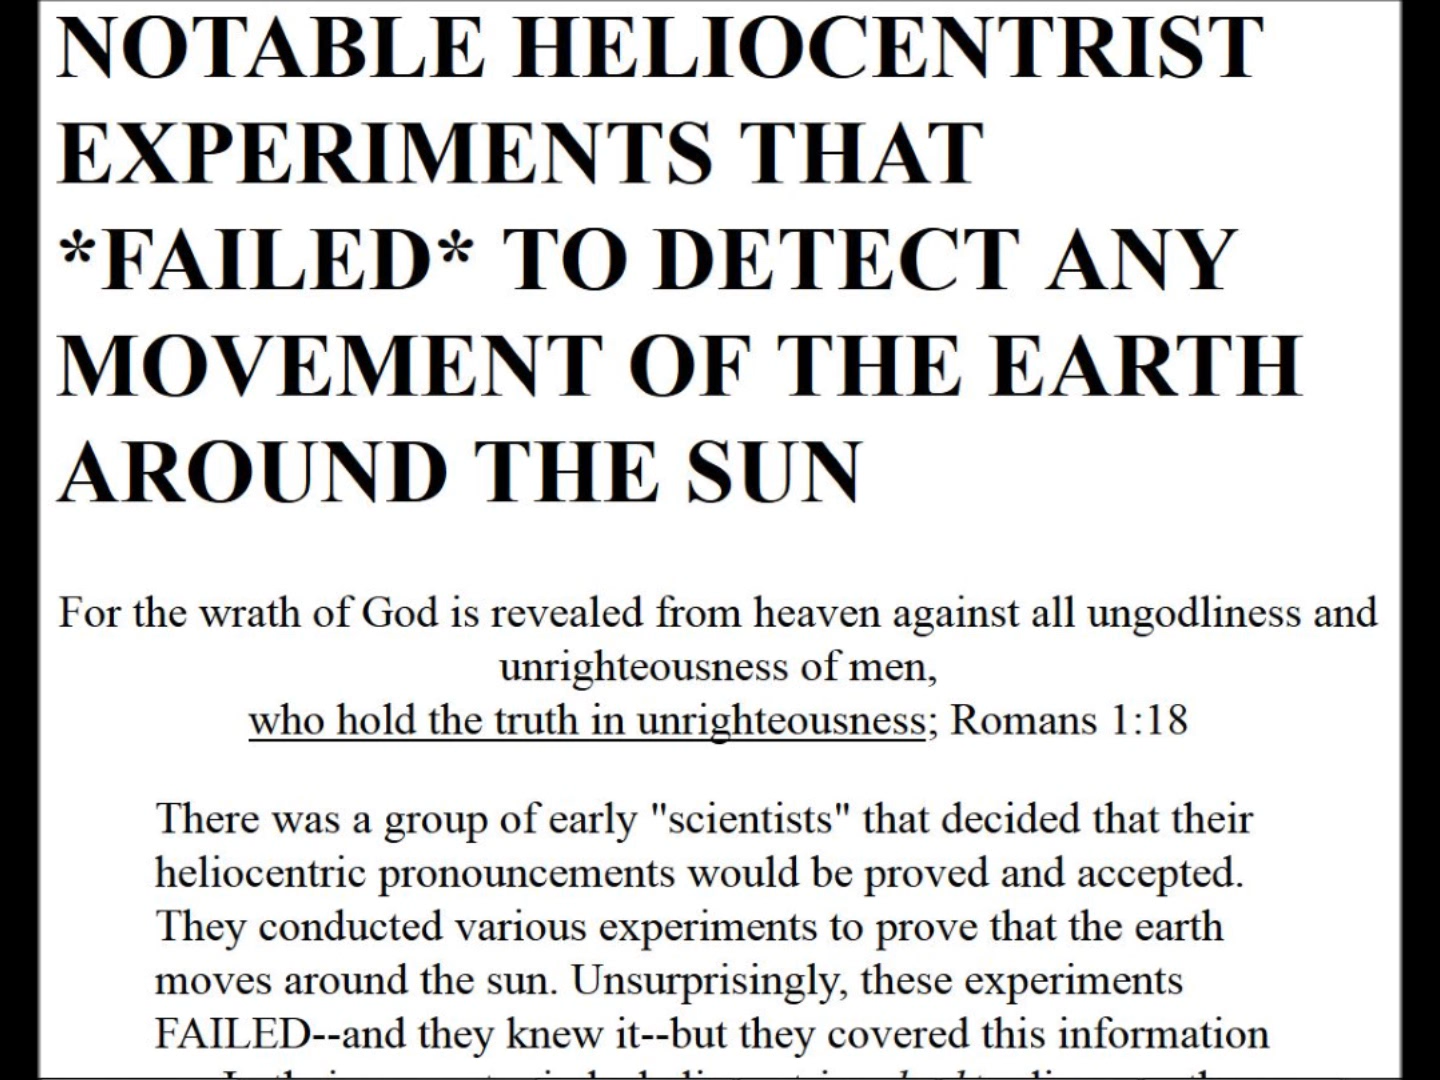 NOTABLE HELIOCENTRIST
EXPERIMENTS THAT
*FAILED* TO DETECT ANY
MOVEMENT OF THE EARTH
AROUND THE SUN
For the wrath of God is revealed from heaven against all ungodliness and
unrighteousness of men,
who hold the truth in unrighteousness; Romans 1:18
There was a group of early "scientists" that decided that their
heliocentric pronouncements would be proved and accepted.
They conducted various experiments to prove that the earth
moves around the sun. Unsurprisingly, these experiments
FAILED--and they knew it--but they covered this information